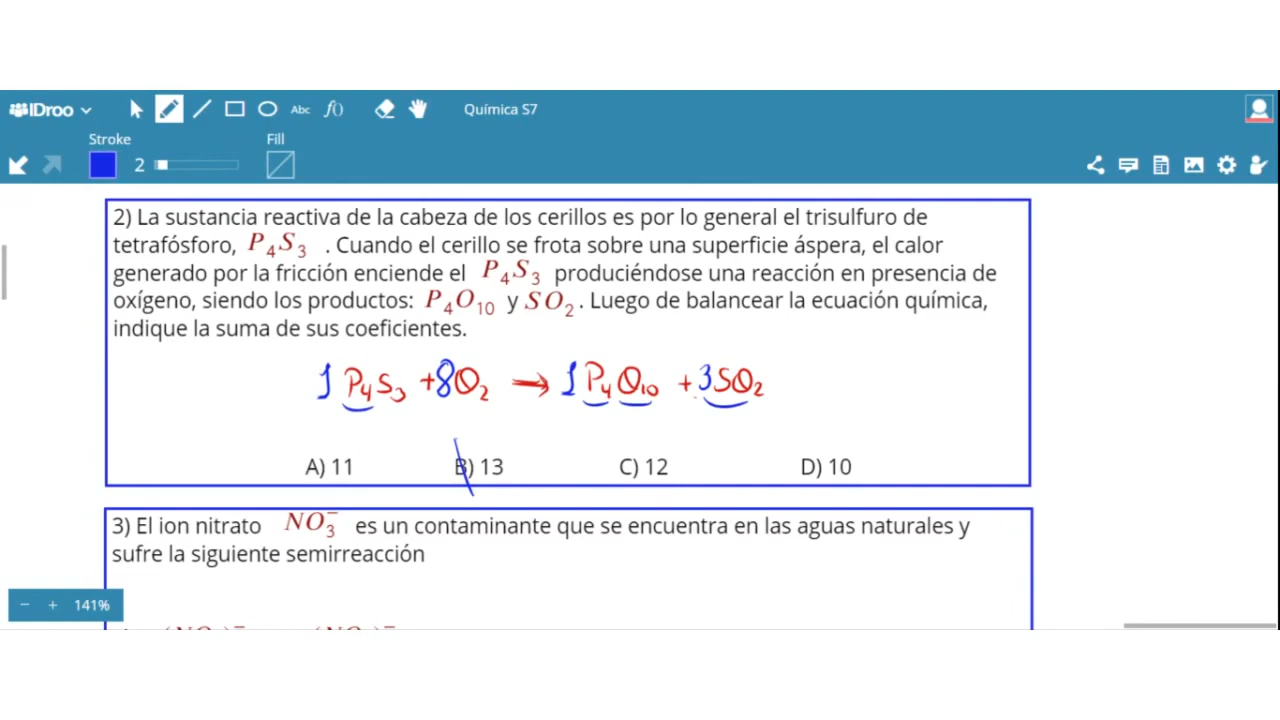 IDroo Abc f() Química S7
Stroke Fill
2
2) La sustancia reactiva de la cabeza de los cerillos es por lo general el trisulfuro de
tetrafósforo, P₄S₃ . Cuando el cerillo se frota sobre una superficie áspera, el calor
generado por la fricción enciende el P₄S₃ produciéndose una reacción en presencia de
oxígeno, siendo los productos: P₄O₁₀ y SO₂. Luego de balancear la ecuación química,
indique la suma de sus coeficientes.
1 P₄S₃ + 8O₂ → 1 P₄O₁₀ + 3SO₂
A) 11 B) 13 C) 12 D) 10
3) El ion nitrato NO₃⁻ es un contaminante que se encuentra en las aguas naturales y
sufre la siguiente semirreacción
− + 141%